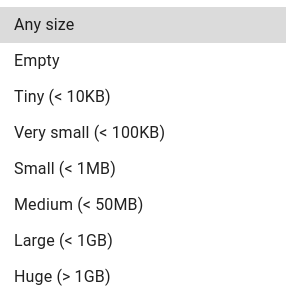 Any size
Empty
Tiny (< 10KB)
Very small (< 100KB)
Small (< 1MB)
Medium (< 50MB)
Large (< 1GB)
Huge (> 1GB)